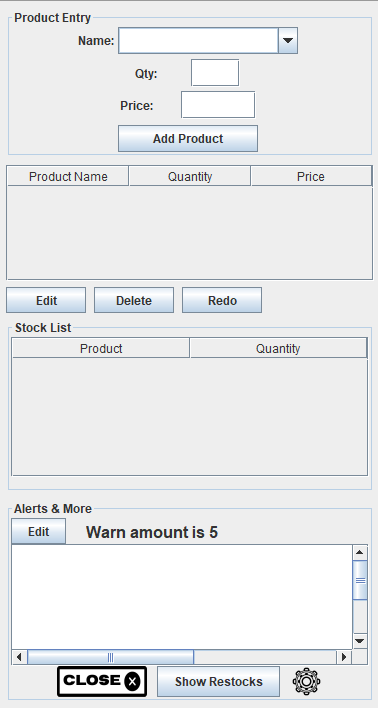 Product Entry
Name:
Qty:
Price:
Add Product
Product Name Quantity Price
Edit Delete Redo
Stock List
Product Quantity
Alerts & More
Edit Warn amount is 5
CLOSE X Show Restocks